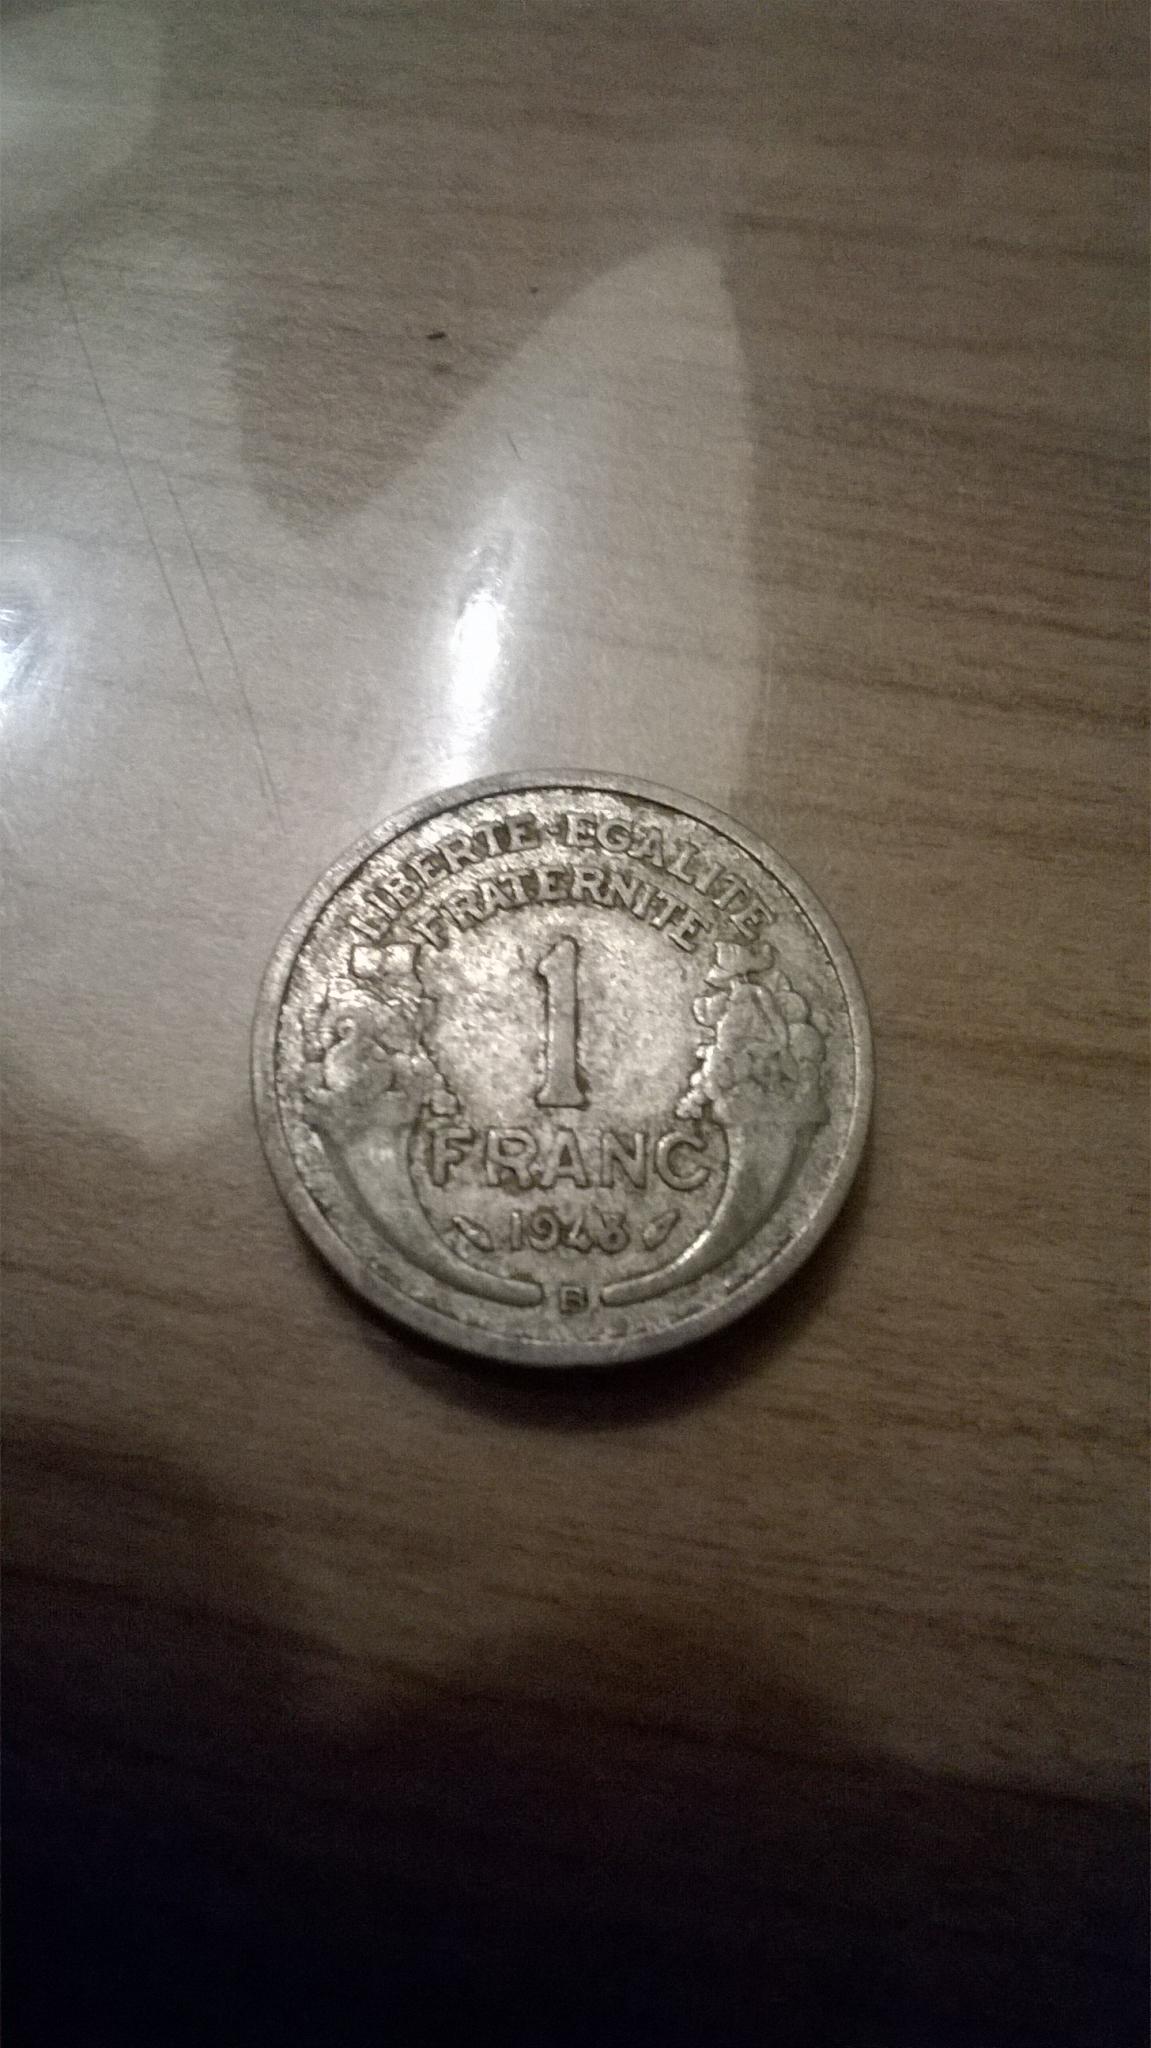 LIBERTE·EGALITE
FRATERNITE
1
FRANC
1948
B